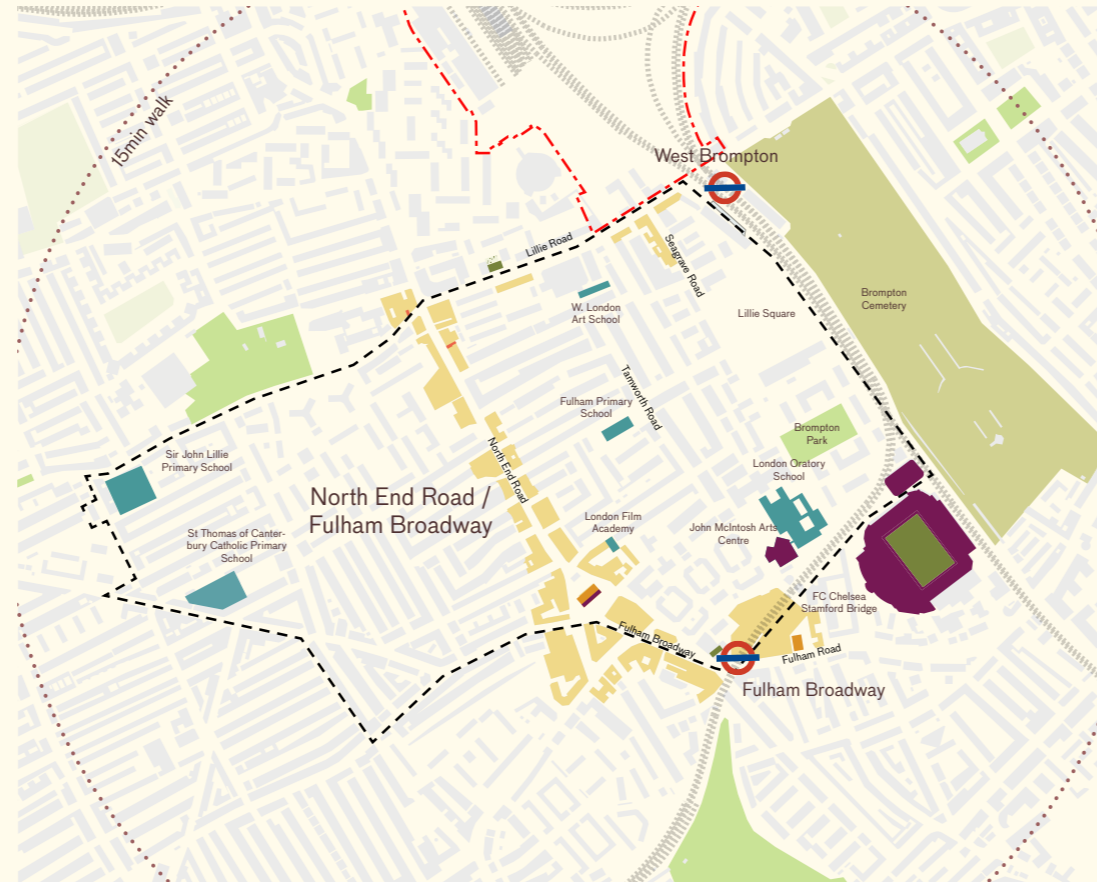 15min walk
West Brompton
Lillie Road
Seagrave Road
W. London
Art School
Lillie Square
Brompton
Cemetery
Tamworth Road
Fulham Primary
School
Brompton
Park
North End Road
Sir John Lillie
Primary School
London Oratory
School
North End Road /
Fulham Broadway
London Film
Academy
John McIntosh Arts
Centre
St Thomas of Canter-
bury Catholic Primary
School
FC Chelsea
Stamford Bridge
Fulham Broadway
Fulham Road
Fulham Broadway